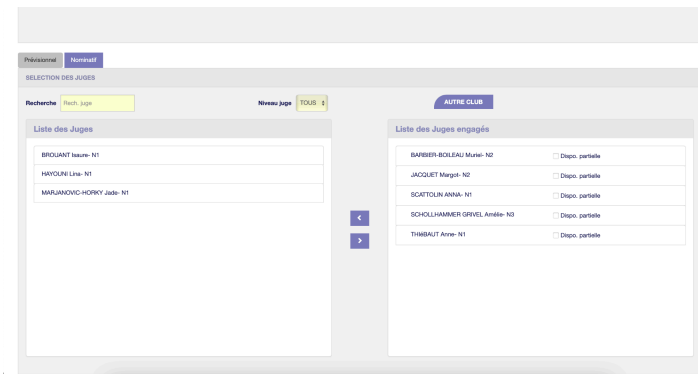 Prévisionnel Nominatif
SELECTION DES JUGES
Recherche Rech. juge Niveau juge TOUS AUTRE CLUB
Liste des Juges
BROUANT Isaure- N1
HAYOUNI Lina- N1
MARJANOVIC-HORKY Jade- N1
Liste des Juges engagés
BARBIER-BOILEAU Muriel- N2 Dispo. partielle
JACQUET Margot- N2 Dispo. partielle
SCATTOLIN ANNA- N1 Dispo. partielle
SCHOLLHAMMER GRIVEL Amélie- N3 Dispo. partielle
THIéBAUT Anne- N1 Dispo. partielle